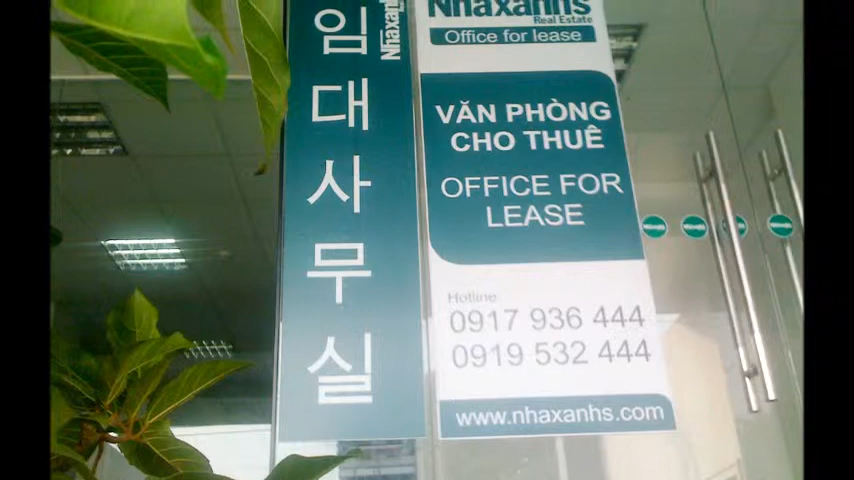 임대사무실
Nhaxanhs
Real Estate
Office for lease
VĂN PHÒNG
CHO THUÊ
OFFICE FOR
LEASE
Hotline:
0917 936 444
0919 532 444
www.nhaxanhs.com